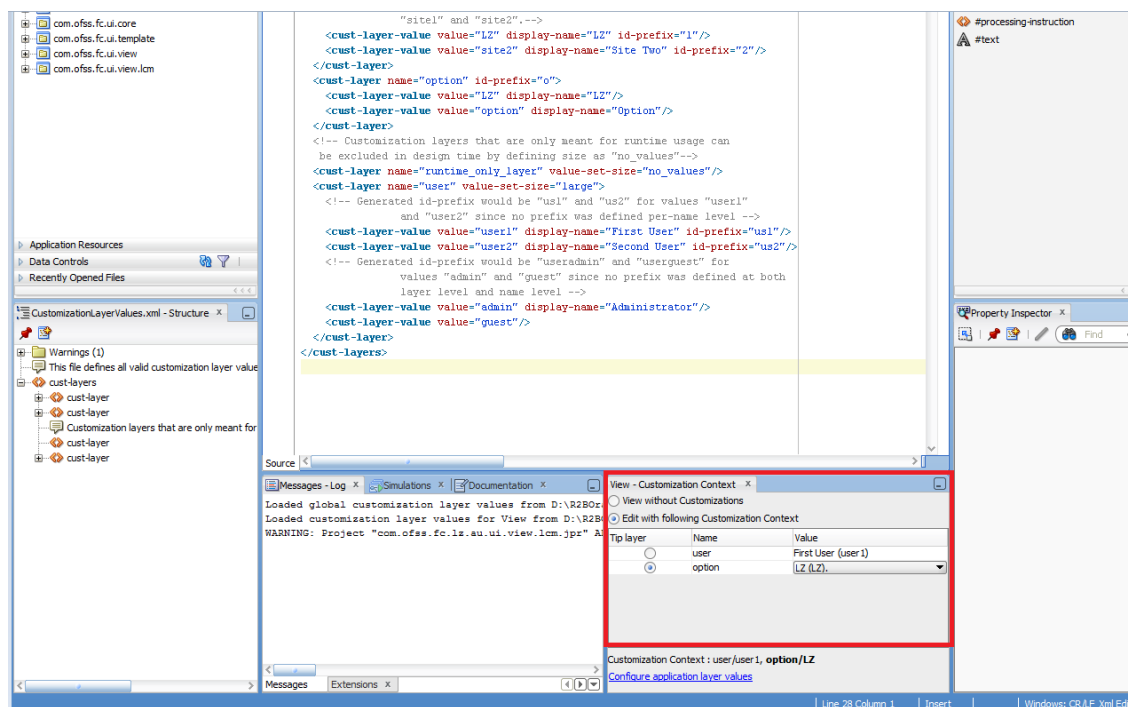 com.ofss.fc.ui.core
com.ofss.fc.ui.template
com.ofss.fc.ui.view
com.ofss.fc.ui.view.lcm
Application Resources
Data Controls
Recently Opened Files
CustomizationLayerValues.xml - Structure
Warnings (1)
This file defines all valid customization layer value
cust-layers
cust-layer
cust-layer
Customization layers that are only meant for
cust-layer
cust-layer
"site1" and "site2".-->
<cust-layer-value value="LZ" display-name="LZ" id-prefix="1"/>
<cust-layer-value value="site2" display-name="Site Two" id-prefix="2"/>
</cust-layer>
<cust-layer name="option" id-prefix="o">
<cust-layer-value value="LZ" display-name="LZ"/>
<cust-layer-value value="option" display-name="Option"/>
</cust-layer>
<!-- Customization layers that are only meant for runtime usage can
be excluded in design time by defining size as "no_values"-->
<cust-layer name="runtime_only_layer" value-set-size="no_values"/>
<cust-layer name="user" value-set-size="large">
<!-- Generated id-prefix would be "us1" and "us2" for values "user1"
and "user2" since no prefix was defined per-name level -->
<cust-layer-value value="user1" display-name="First User" id-prefix="us1"/>
<cust-layer-value value="user2" display-name="Second User" id-prefix="us2"/>
<!-- Generated id-prefix would be "useradmin" and "userguest" for
values "admin" and "guest" since no prefix was defined at both
layer level and name level -->
<cust-layer-value value="admin" display-name="Administrator"/>
<cust-layer-value value="guest"/>
</cust-layer>
</cust-layers>
Source
Messages - Log
Simulations
Documentation
Loaded global customization layer values from D:\R2BOra
Loaded customization layer values for View from D:\R2BO
WARNING: Project "com.ofss.fc.lz.au.ui.view.lcm.jpr" A
Messages
Extensions
View - Customization Context
View without Customizations
Edit with following Customization Context
Tip layer Name Value
user First User (user1)
option LZ (LZ).
Customization Context : user/user1, option/LZ
Configure application layer values
#processing-instruction
#text
Property Inspector
Find
Line 28 Column 1 Insert Windows: CR/LF Xml Edi